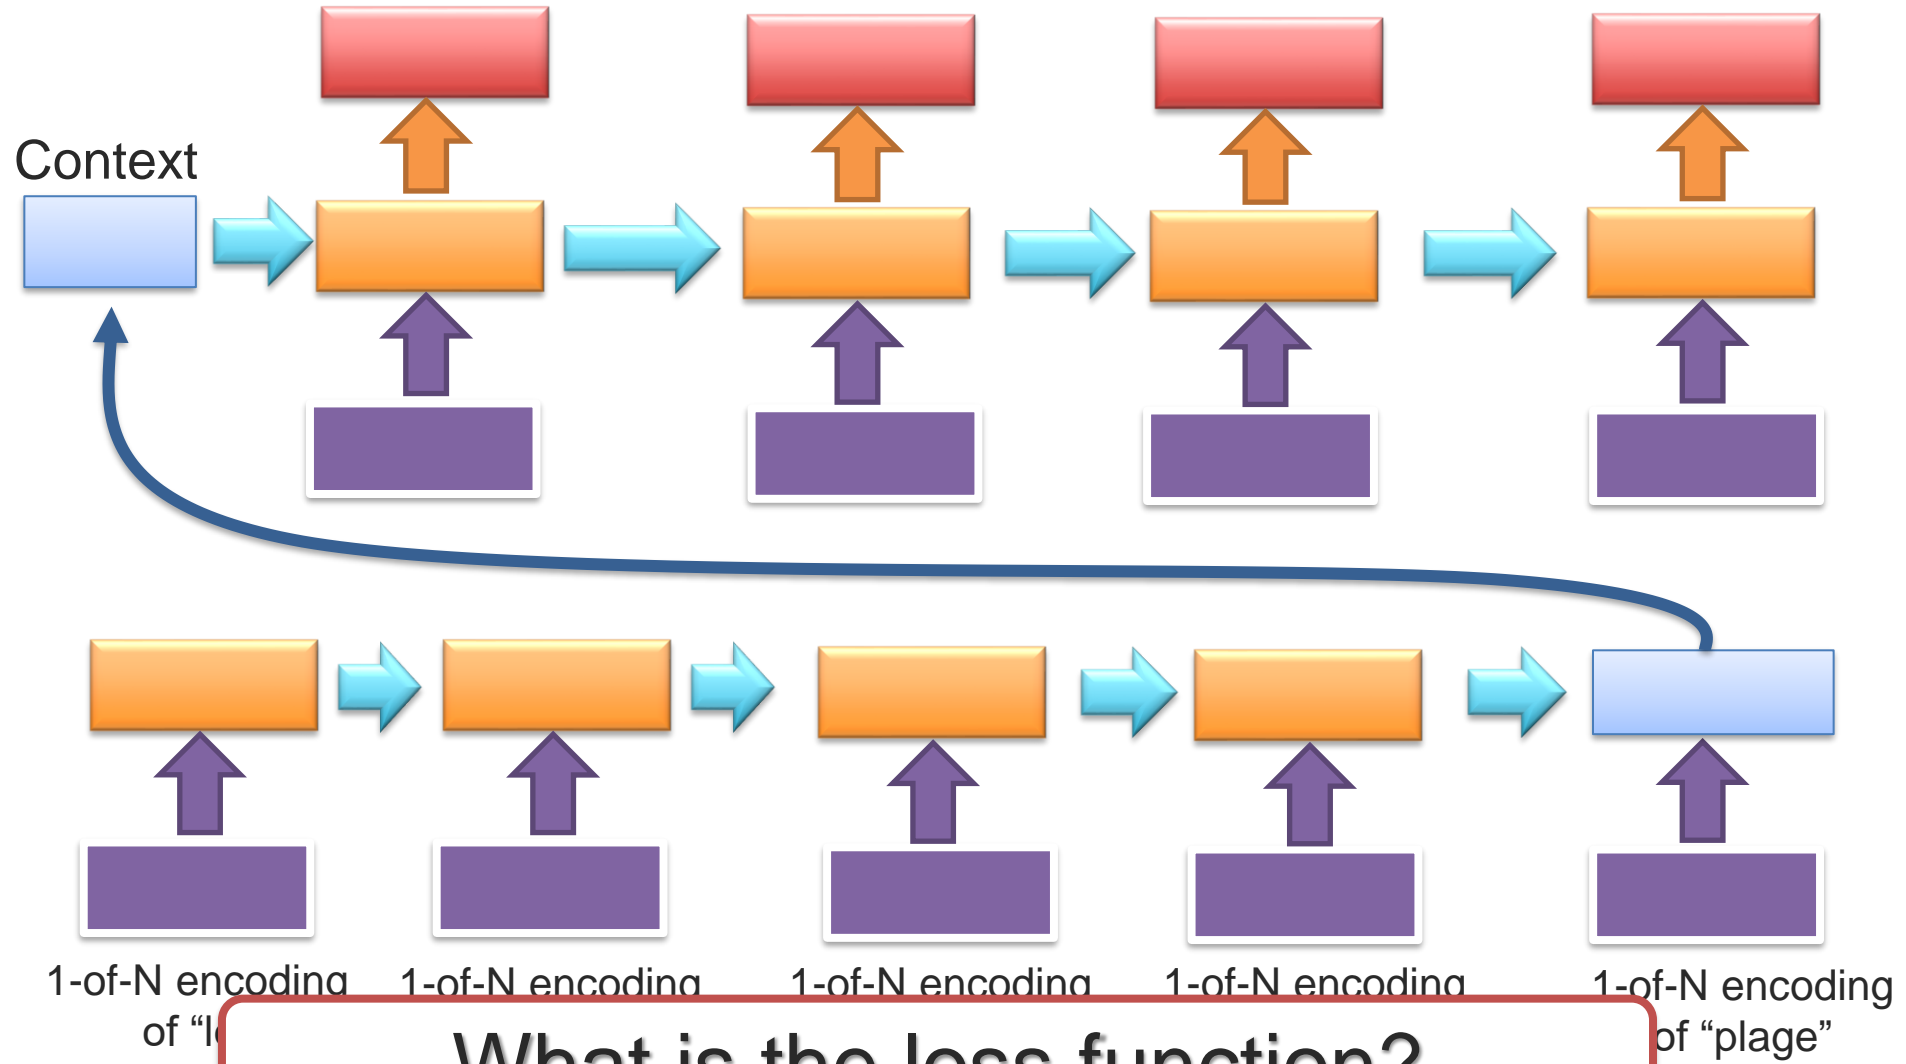 Context
1-of-N encoding
1-of-N encoding
1-of-N encoding
1-of-N encoding
1-of-N encoding
of
of “plage”
What is the loss function?